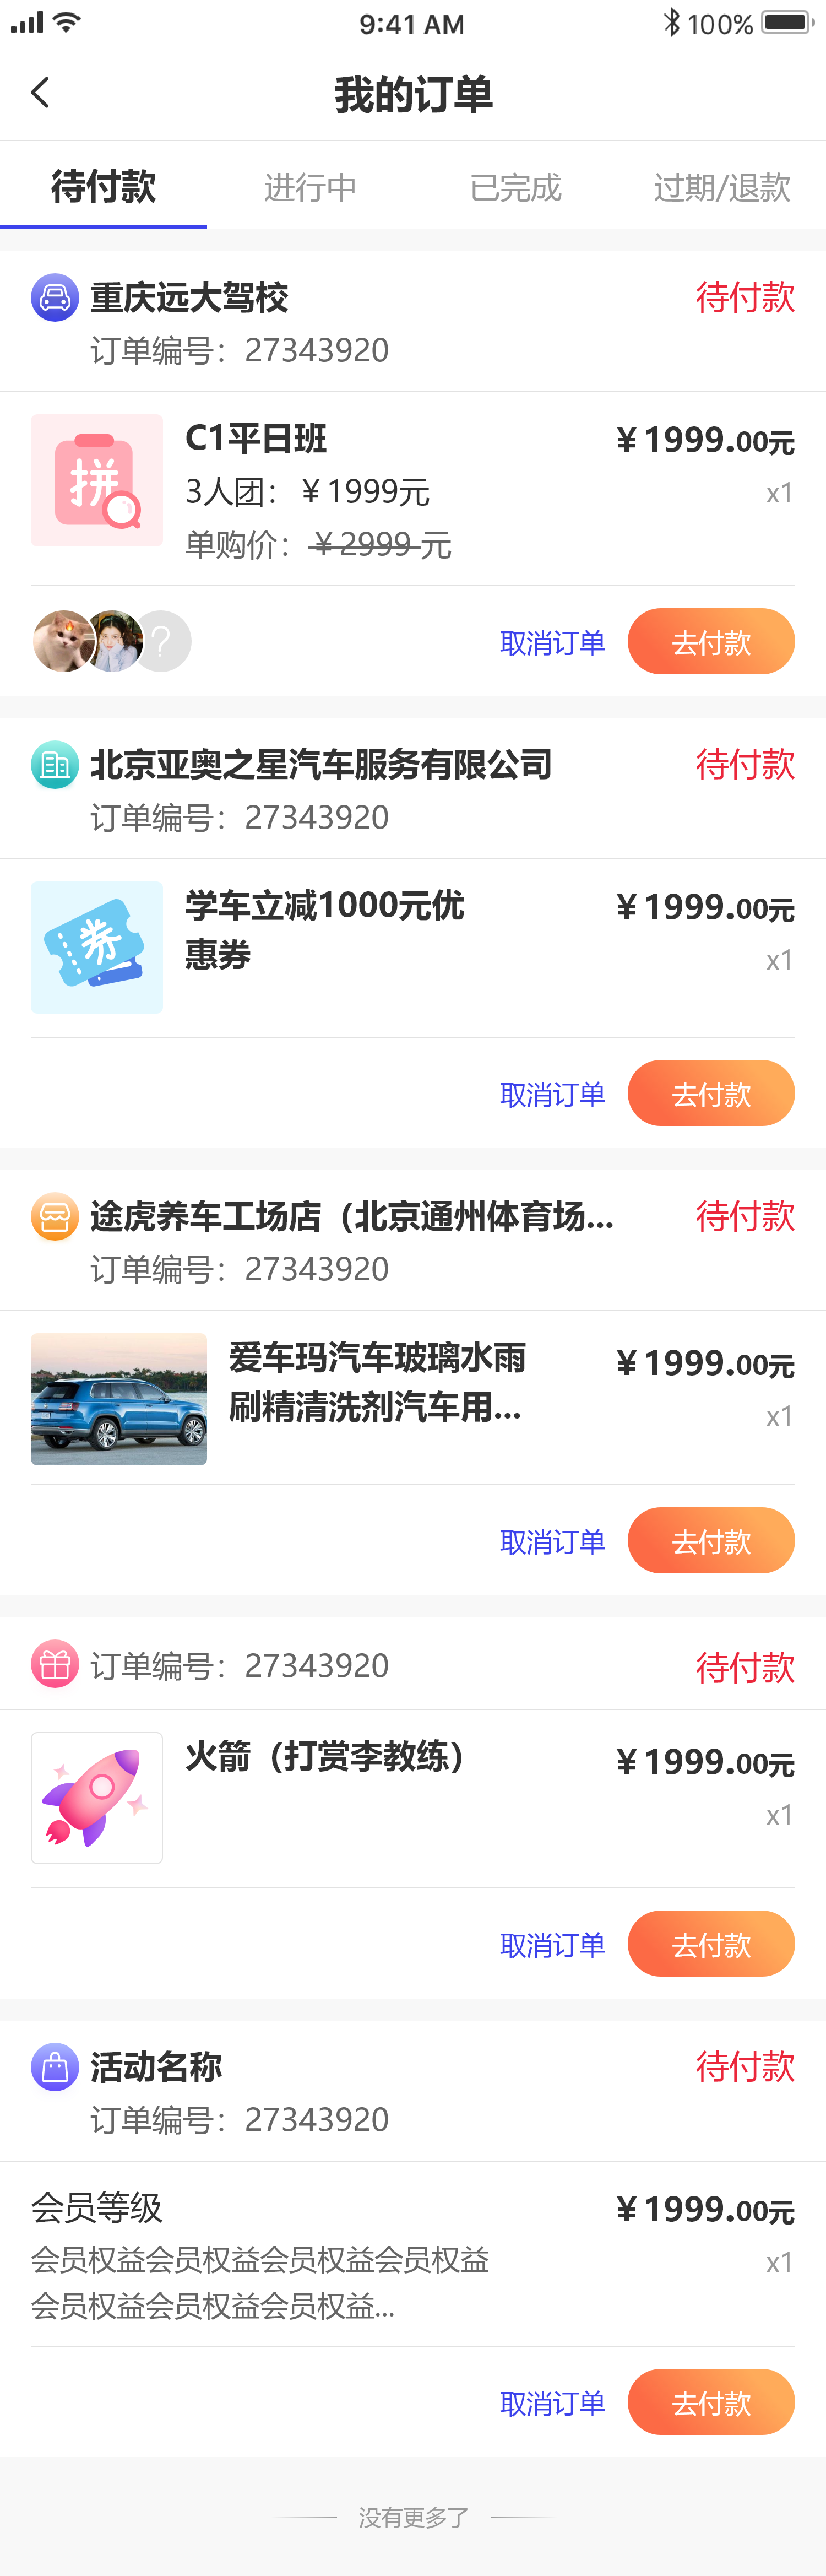 9:41 AM
100%
我的订单
待付款
进行中
已完成
过期/退款
重庆远大驾校
待付款
订单编号：27343920
拼
C1平日班
¥1999.00元
3人团：¥1999元
x1
单购价：¥2999元
?
取消订单
去付款
北京亚奥之星汽车服务有限公司
待付款
订单编号：27343920
券
学车立减1000元优
惠券
¥1999.00元
x1
取消订单
去付款
途虎养车工场店（北京通州体育场...
待付款
订单编号：27343920
爱车玛汽车玻璃水雨
刷精清洗剂汽车用...
¥1999.00元
x1
取消订单
去付款
订单编号：27343920
待付款
火箭（打赏李教练）
¥1999.00元
x1
取消订单
去付款
活动名称
待付款
订单编号：27343920
会员等级
¥1999.00元
会员权益会员权益会员权益会员权益
x1
会员权益会员权益会员权益...
取消订单
去付款
没有更多了